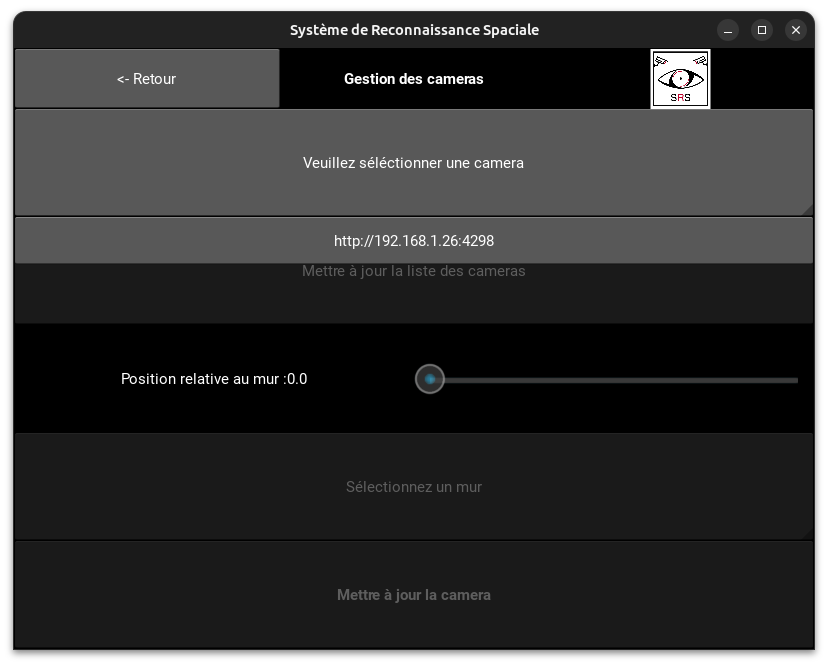 Système de Reconnaissance Spaciale
<- Retour
Gestion des cameras
SRS
Veuillez séléctionner une camera
http://192.168.1.26:4298
Mettre à jour la liste des cameras
Position relative au mur :0.0
Sélectionnez un mur
Mettre à jour la camera